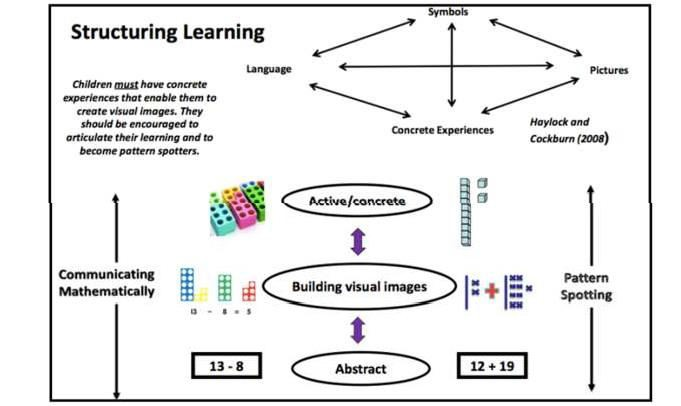 Structuring Learning
Symbols
Language
Pictures
Concrete Experiences
Haylock and
Cockburn (2008)
Children must have concrete
experiences that enable them to
create visual images. They
should be encouraged to
articulate their learning and to
become pattern spotters.
Active/concrete
Communicating
Mathematically
Building visual images
Pattern
Spotting
13 - 8 = 5
13 - 8
Abstract
12 + 19